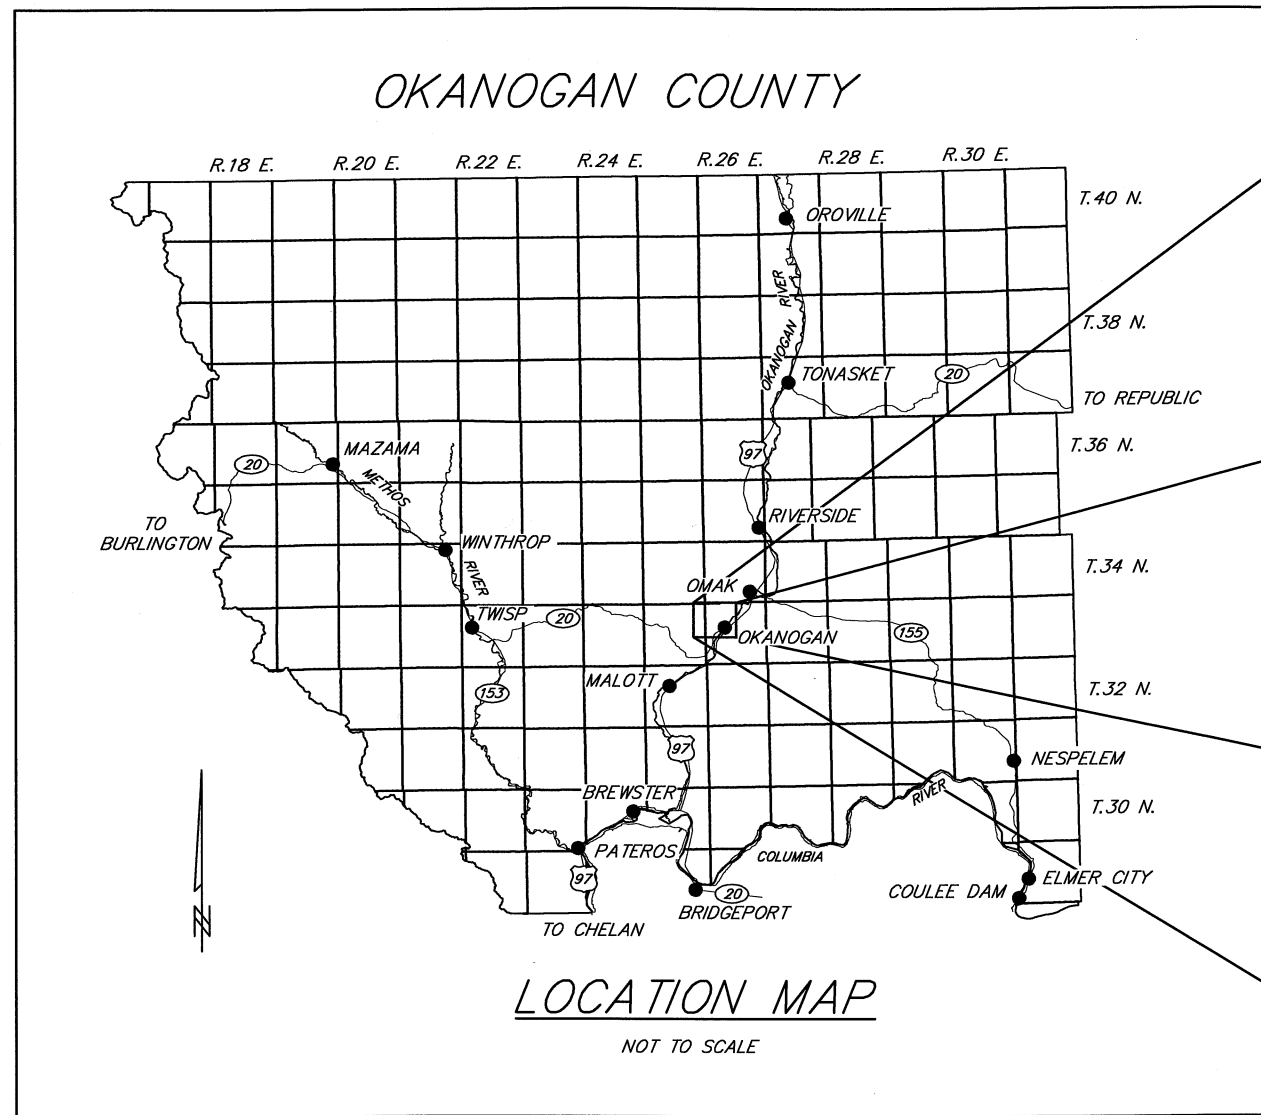 OKANOGAN COUNTY
R.18 E. R.20 E. R.22 E. R.24 E. R.26 E. R.28 E. R.30 E.
T.40 N.
OROVILLE
OKANOGAN RIVER
T.38 N.
TONASKET
20
TO REPUBLIC
T.36 N.
MAZAMA
20
97
METHOS
RIVERSIDE
TO
BURLINGTON
WINTHROP
T.34 N.
OMAK
RIVER
TWISP
20
OKANOGAN
155
MALOTT
153
T.32 N.
97
NESPELEM
BREWSTER
RIVER
T.30 N.
PATEROS
COLUMBIA
97
ELMER CITY
COULEE DAM
20
BRIDGEPORT
TO CHELAN
N
LOCATION MAP
NOT TO SCALE